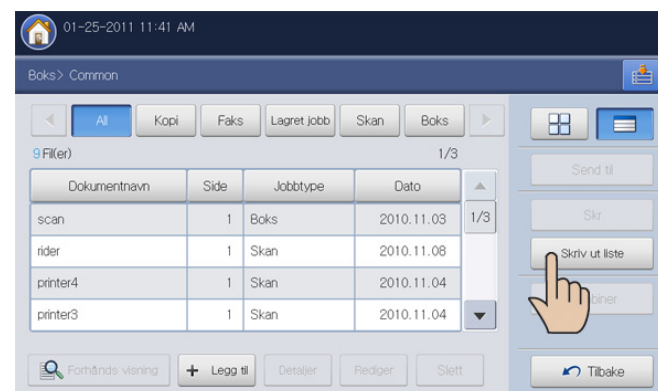 01-25-2011 11:41 AM
Boks> Common
All Kopi Faks Lagret jobb Skan Boks
9 Fil(er) 1/3
Dokumentnavn Side Jobbtype Dato
scan 1 Boks 2010.11.03 1/3
rider 1 Skan 2010.11.08
printer4 1 Skan 2010.11.04
printer3 1 Skan 2010.11.04
Forhånds visning + Legg til Detaljer Rediger Slett
Send til
Skr
Skriv ut liste
Tilbake